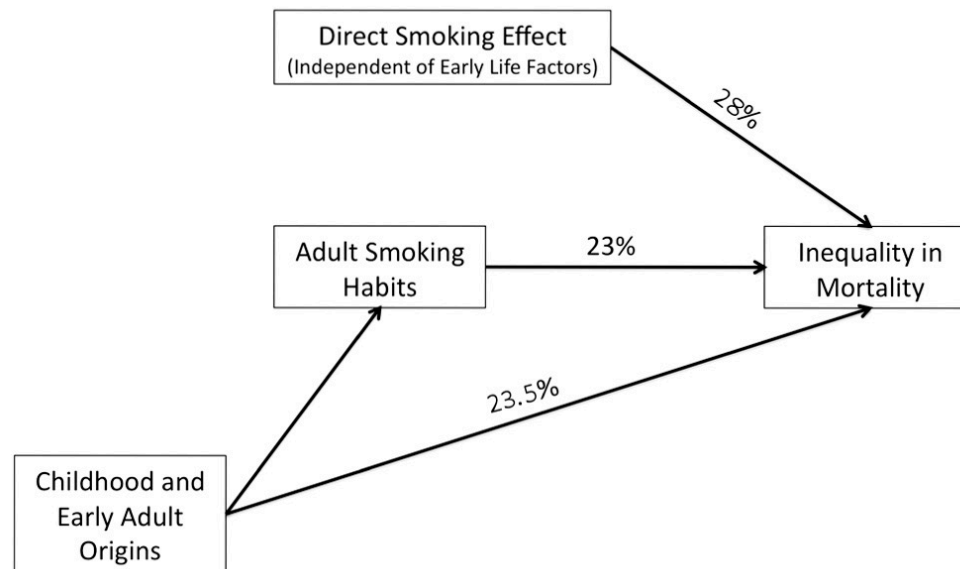 Direct Smoking Effect
(Independent of Early Life Factors)
28%
Adult Smoking
Habits
23%
Inequality in
Mortality
23.5%
Childhood and
Early Adult
Origins